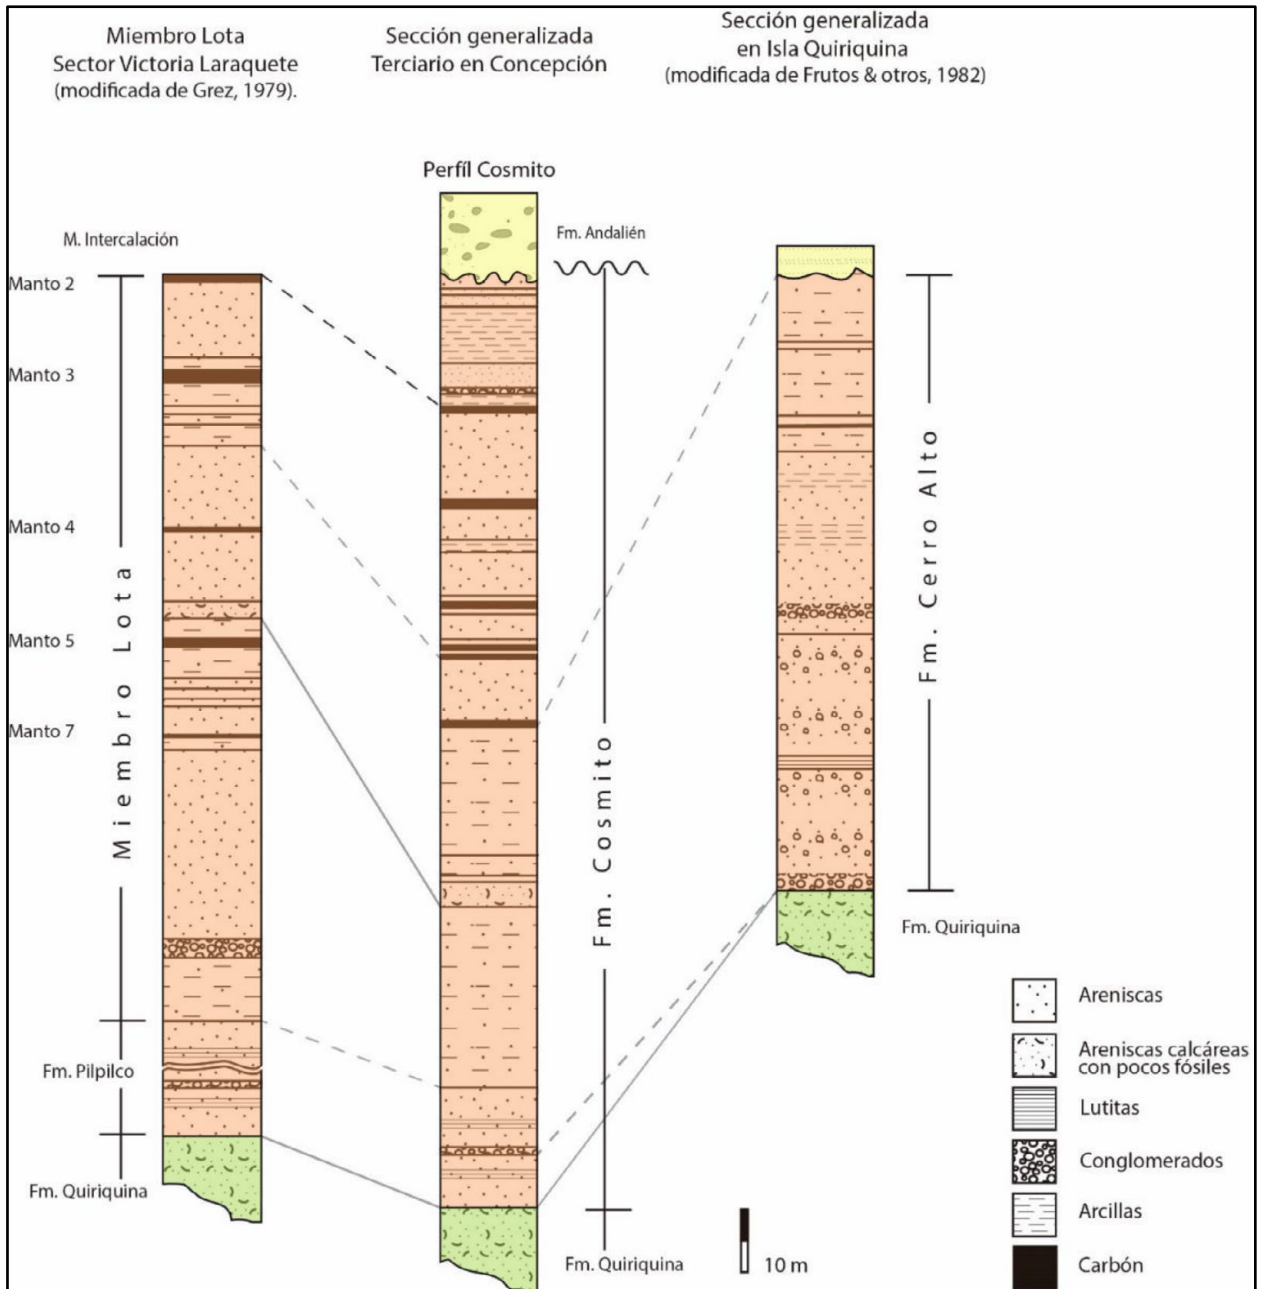 Miembro Lota
Sector Victoria Laraquete
(modificada de Grez, 1979).
Sección generalizada
Terciario en Concepción
Sección generalizada
en Isla Quiriquina
(modificada de Frutos & otros, 1982)
Perfíl Cosmito
M. Intercalación
Manto 2
Manto 3
Manto 4
Manto 5
Manto 7
Miembro Lota
Fm. Pilpilco
Fm. Quiriquina
Fm. Andalién
Fm. Cosmito
Fm. Quiriquina
Fm. Cerro Alto
Fm. Quiriquina
10 m
Areniscas
Areniscas calcáreas
con pocos fósiles
Lutitas
Conglomerados
Arcillas
Carbón